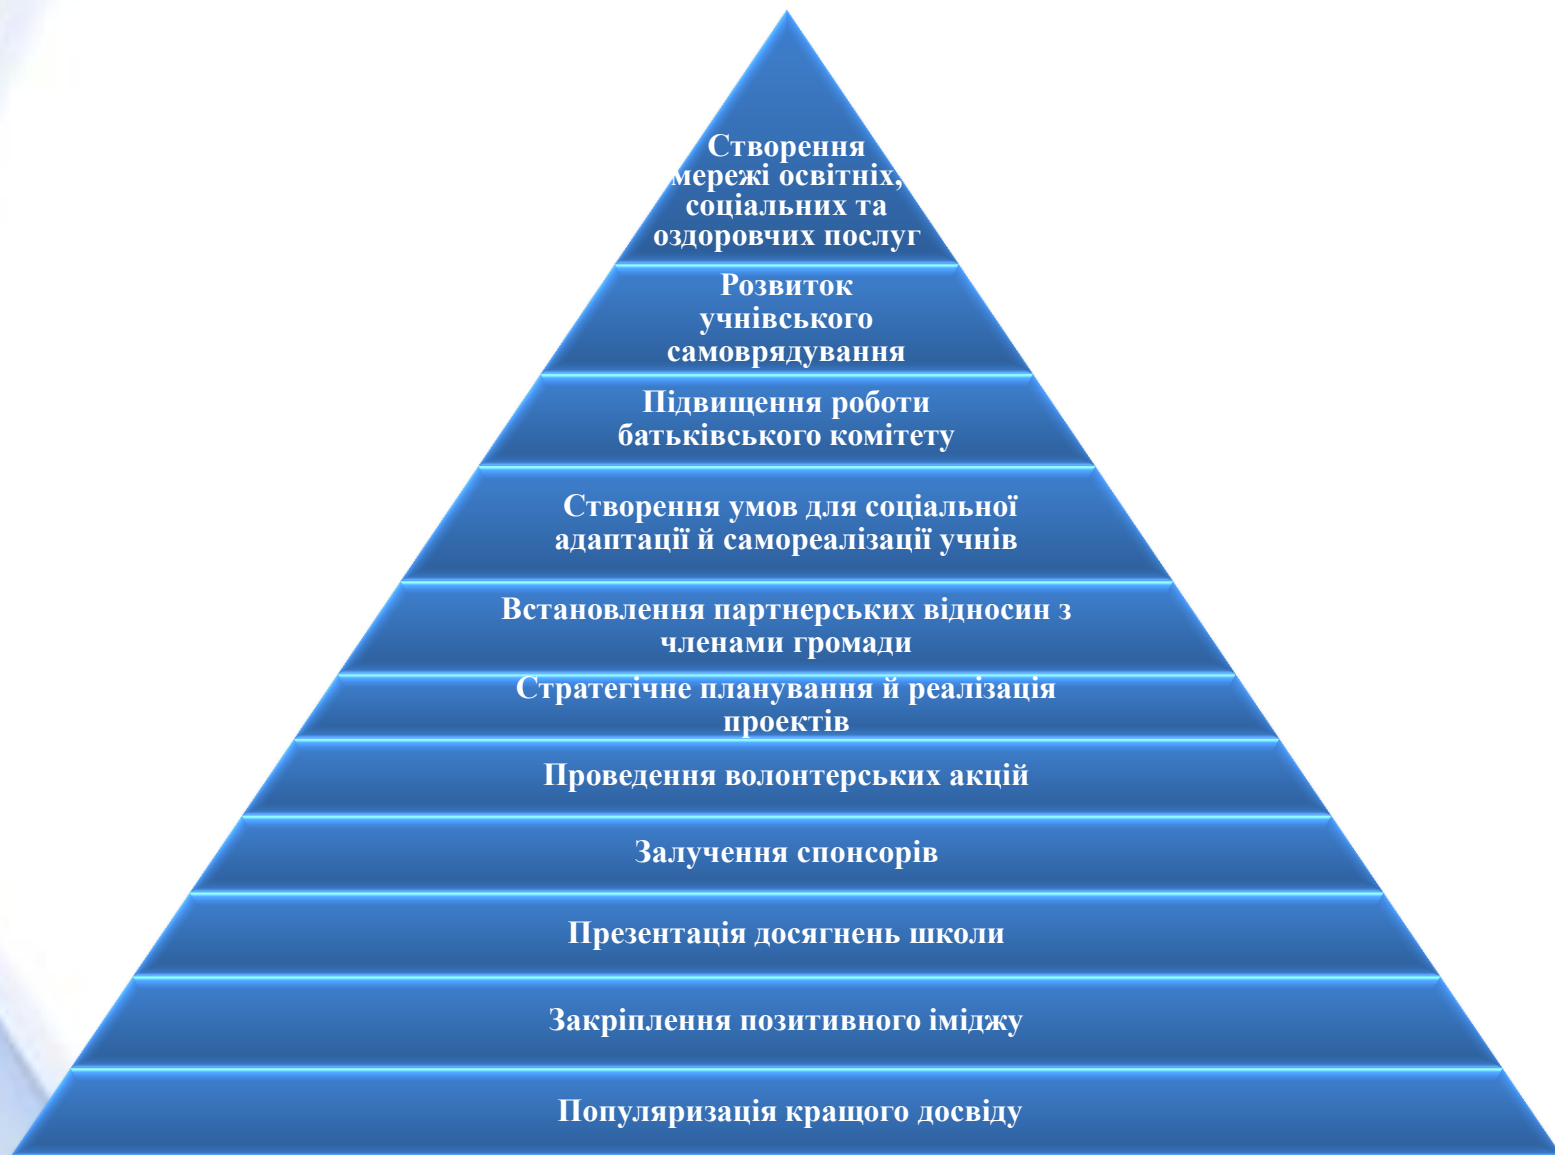 Створення
мережі освітніх,
соціальних та
оздоровчих послуг
Розвиток
учнівського
самоврядування
Підвищення роботи
батьківського комітету
Створення умов для соціальної
адаптації й самореалізації учнів
Встановлення партнерських відносин з
членами громади
Стратегічне планування й реалізація
проектів
Проведення волонтерських акцій
Залучення спонсорів
Презентація досягнень школи
Закріплення позитивного іміджу
Популяризація кращого досвіду